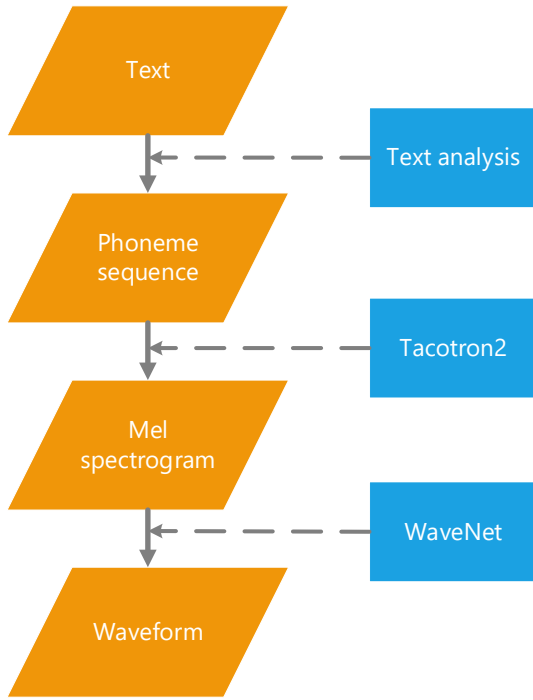 Text
Text analysis
Phoneme
sequence
Tacotron2
Mel
spectrogram
WaveNet
Waveform